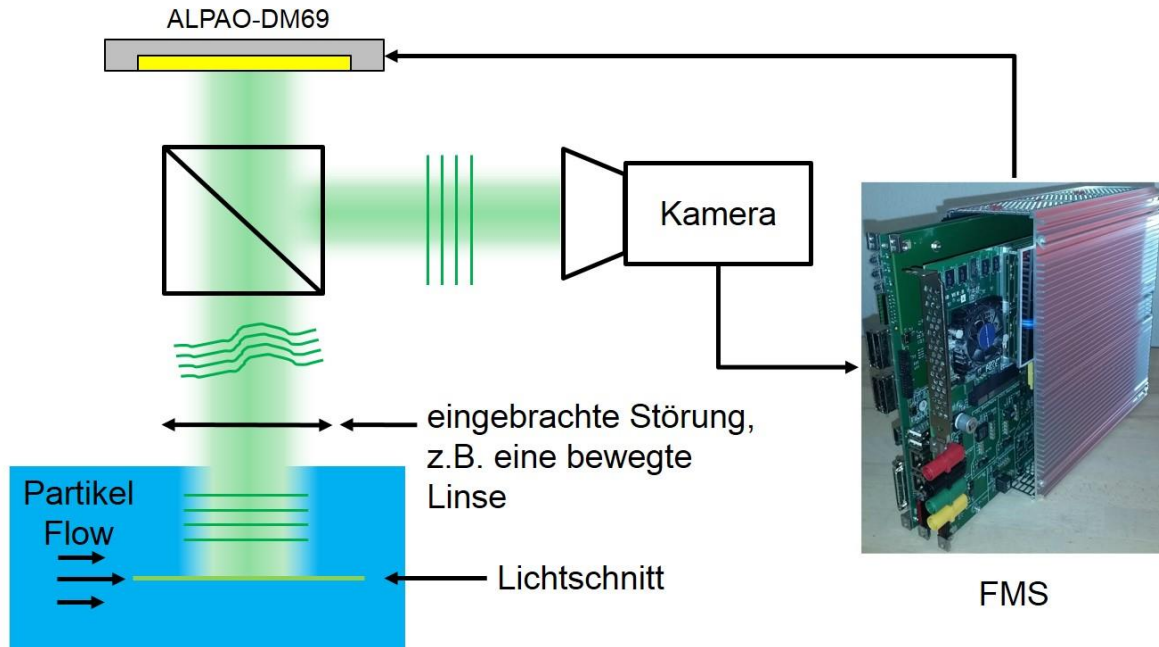 ALPAO-DM69
Kamera
eingebrachte Störung,
z.B. eine bewegte
Linse
Partikel
Flow
Lichtschnitt
FMS